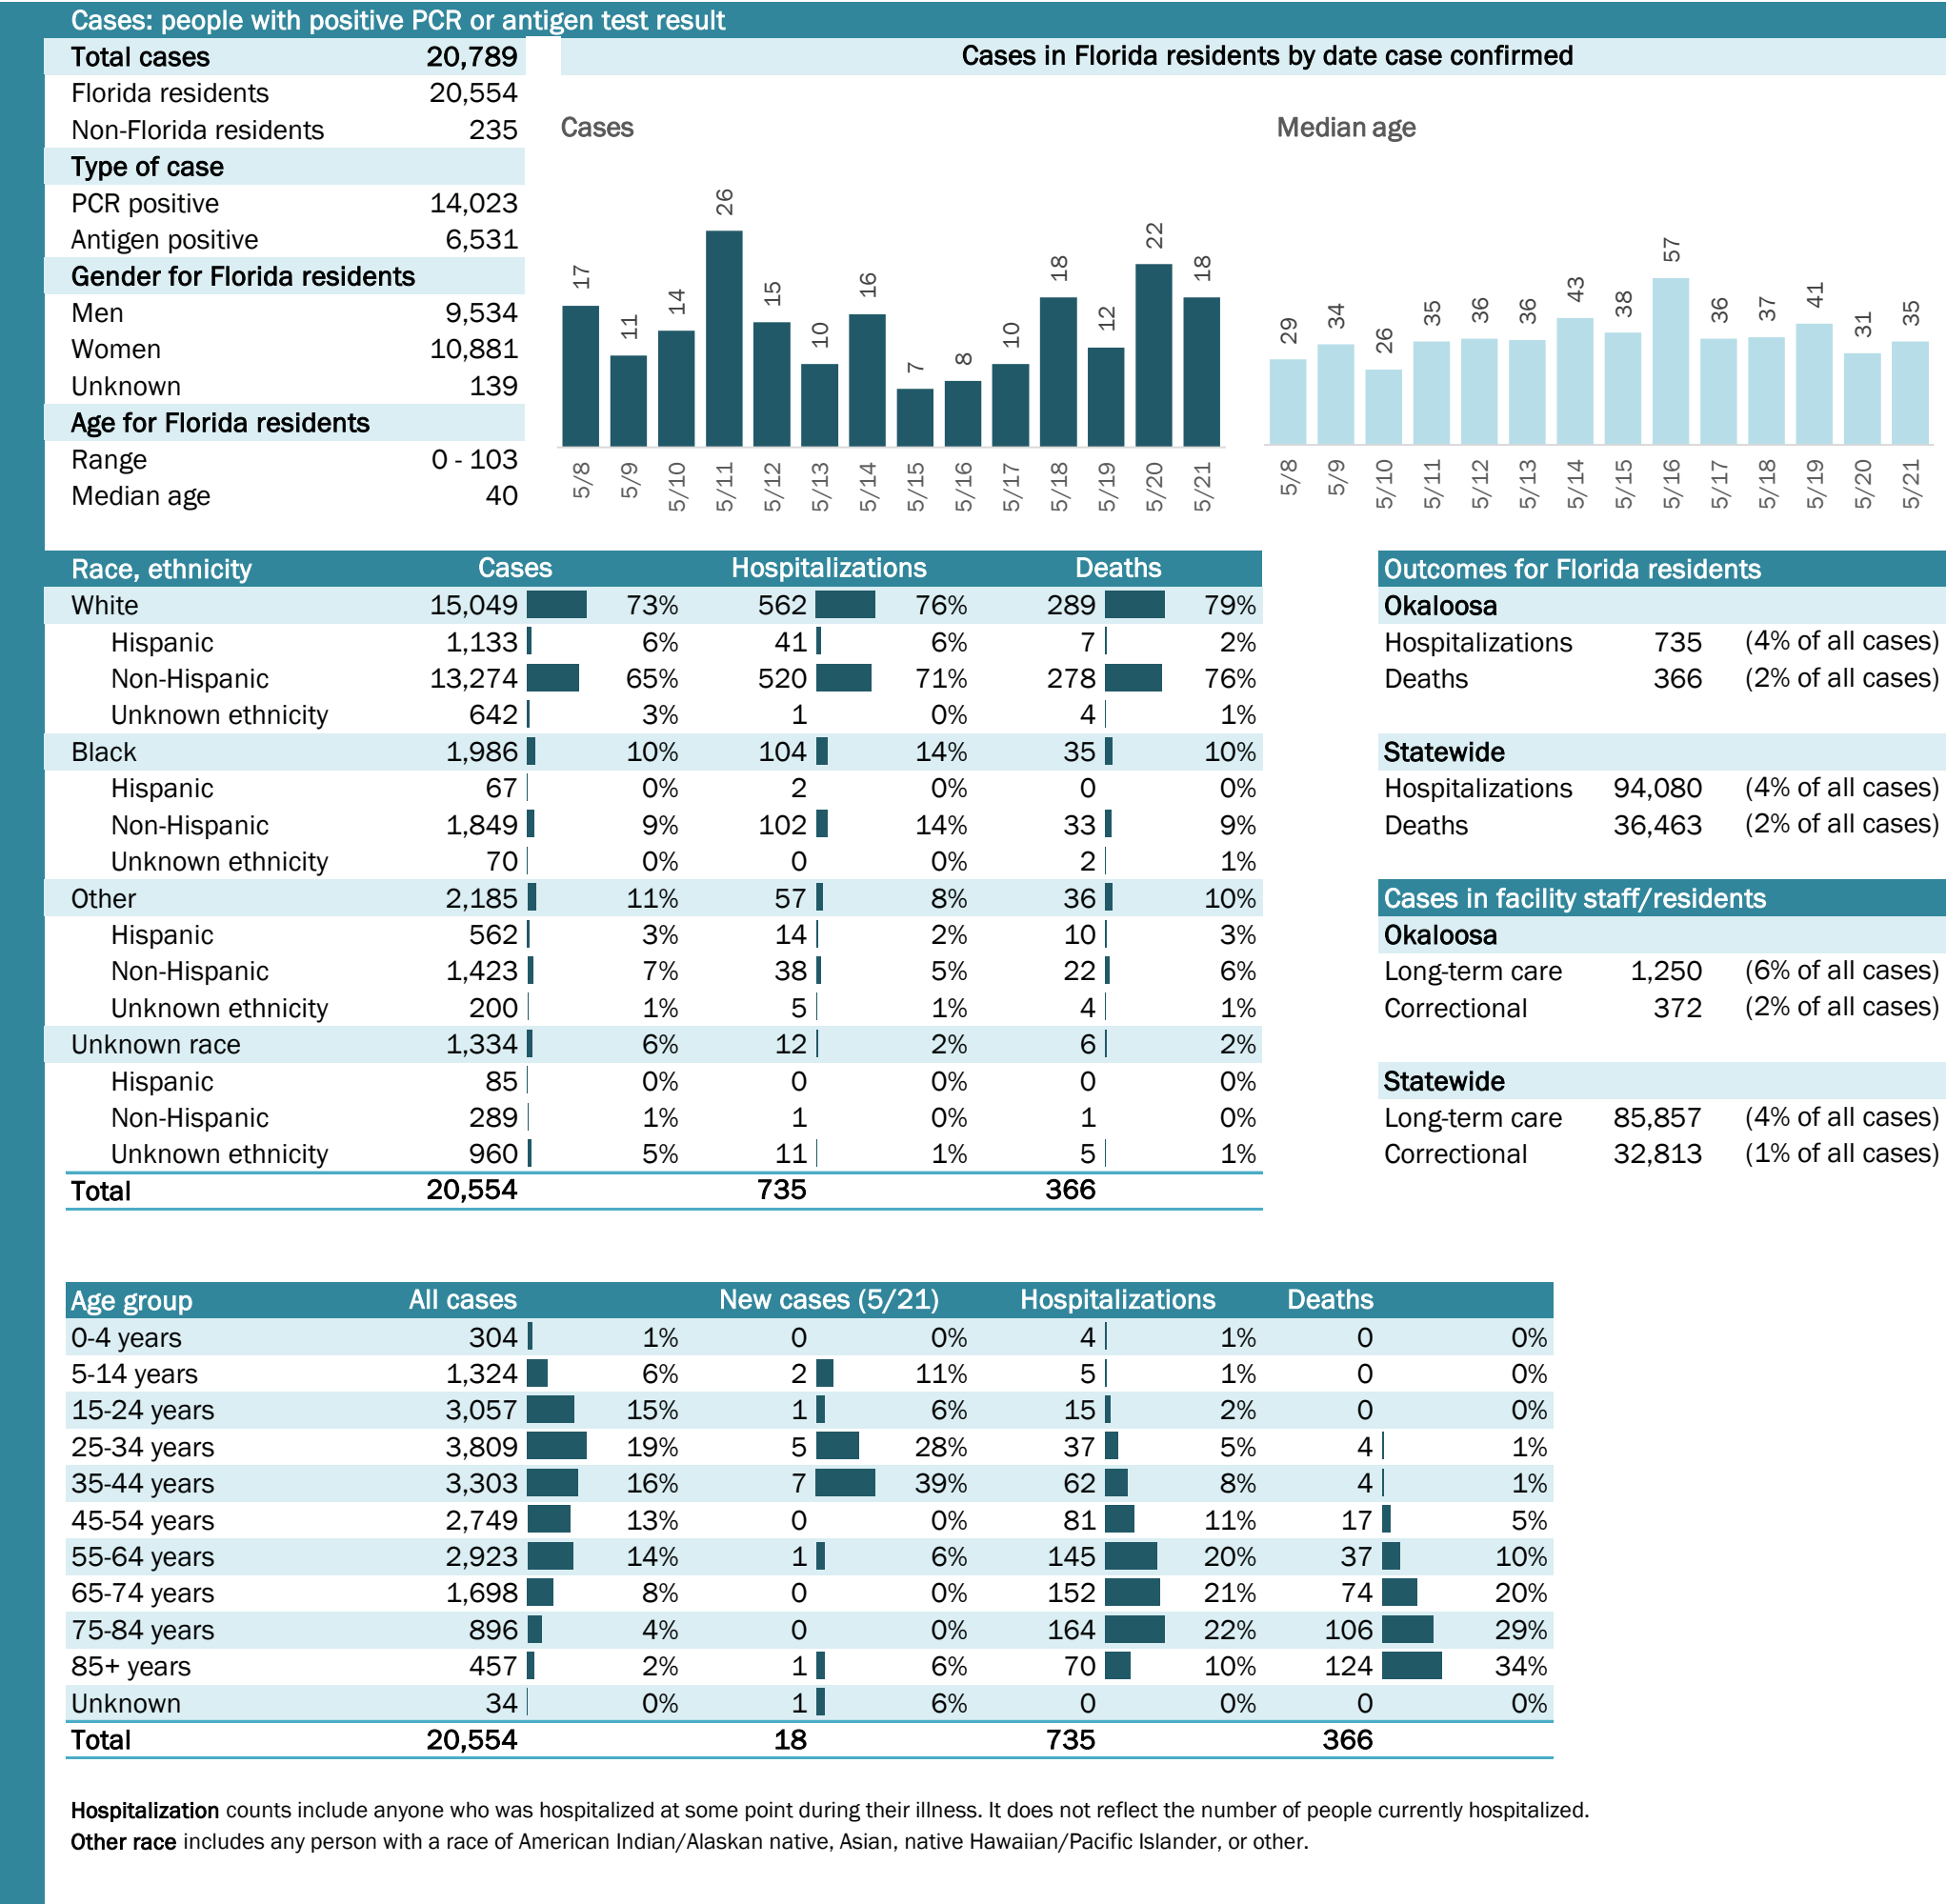 Cases: people with positive PCR or antigen test result
Total cases 20,789
Florida residents 20,554
Non-Florida residents 235
Type of case
PCR positive 14,023
Antigen positive 6,531
Gender for Florida residents
Men 9,534
Women 10,881
Unknown 139
Age for Florida residents
Range 0 - 103
Median age 40
Cases in Florida residents by date case confirmed
Cases
17 11 14 26 15 10 16 7 8 10 18 12 22 18
5/8 5/9 5/10 5/11 5/12 5/13 5/14 5/15 5/16 5/17 5/18 5/19 5/20 5/21
Median age
29 34 26 35 36 36 43 38 57 36 37 41 31 35
5/8 5/9 5/10 5/11 5/12 5/13 5/14 5/15 5/16 5/17 5/18 5/19 5/20 5/21
Race, ethnicity Cases Hospitalizations Deaths
White 15,049 73% 562 76% 289 79%
Hispanic 1,133 6% 41 6% 7 2%
Non-Hispanic 13,274 65% 520 71% 278 76%
Unknown ethnicity 642 3% 1 0% 4 1%
Black 1,986 10% 104 14% 35 10%
Hispanic 67 0% 2 0% 0 0%
Non-Hispanic 1,849 9% 102 14% 33 9%
Unknown ethnicity 70 0% 0 0% 2 1%
Other 2,185 11% 57 8% 36 10%
Hispanic 562 3% 14 2% 10 3%
Non-Hispanic 1,423 7% 38 5% 22 6%
Unknown ethnicity 200 1% 5 1% 4 1%
Unknown race 1,334 6% 12 2% 6 2%
Hispanic 85 0% 0 0% 0 0%
Non-Hispanic 289 1% 1 0% 1 0%
Unknown ethnicity 960 5% 11 1% 5 1%
Total 20,554 735 366
Outcomes for Florida residents
Okaloosa
Hospitalizations 735 (4% of all cases)
Deaths 366 (2% of all cases)
Statewide
Hospitalizations 94,080 (4% of all cases)
Deaths 36,463 (2% of all cases)
Cases in facility staff/residents
Okaloosa
Long-term care 1,250 (6% of all cases)
Correctional 372 (2% of all cases)
Statewide
Long-term care 85,857 (4% of all cases)
Correctional 32,813 (1% of all cases)
Age group All cases New cases (5/21) Hospitalizations Deaths
0-4 years 304 1% 0 0% 4 1% 0 0%
5-14 years 1,324 6% 2 11% 5 1% 0 0%
15-24 years 3,057 15% 1 6% 15 2% 0 0%
25-34 years 3,809 19% 5 28% 37 5% 4 1%
35-44 years 3,303 16% 7 39% 62 8% 4 1%
45-54 years 2,749 13% 0 0% 81 11% 17 5%
55-64 years 2,923 14% 1 6% 145 20% 37 10%
65-74 years 1,698 8% 0 0% 152 21% 74 20%
75-84 years 896 4% 0 0% 164 22% 106 29%
85+ years 457 2% 1 6% 70 10% 124 34%
Unknown 34 0% 1 6% 0 0% 0 0%
Total 20,554 18 735 366
Hospitalization counts include anyone who was hospitalized at some point during their illness. It does not reflect the number of people currently hospitalized.
Other race includes any person with a race of American Indian/Alaskan native, Asian, native Hawaiian/Pacific Islander, or other.